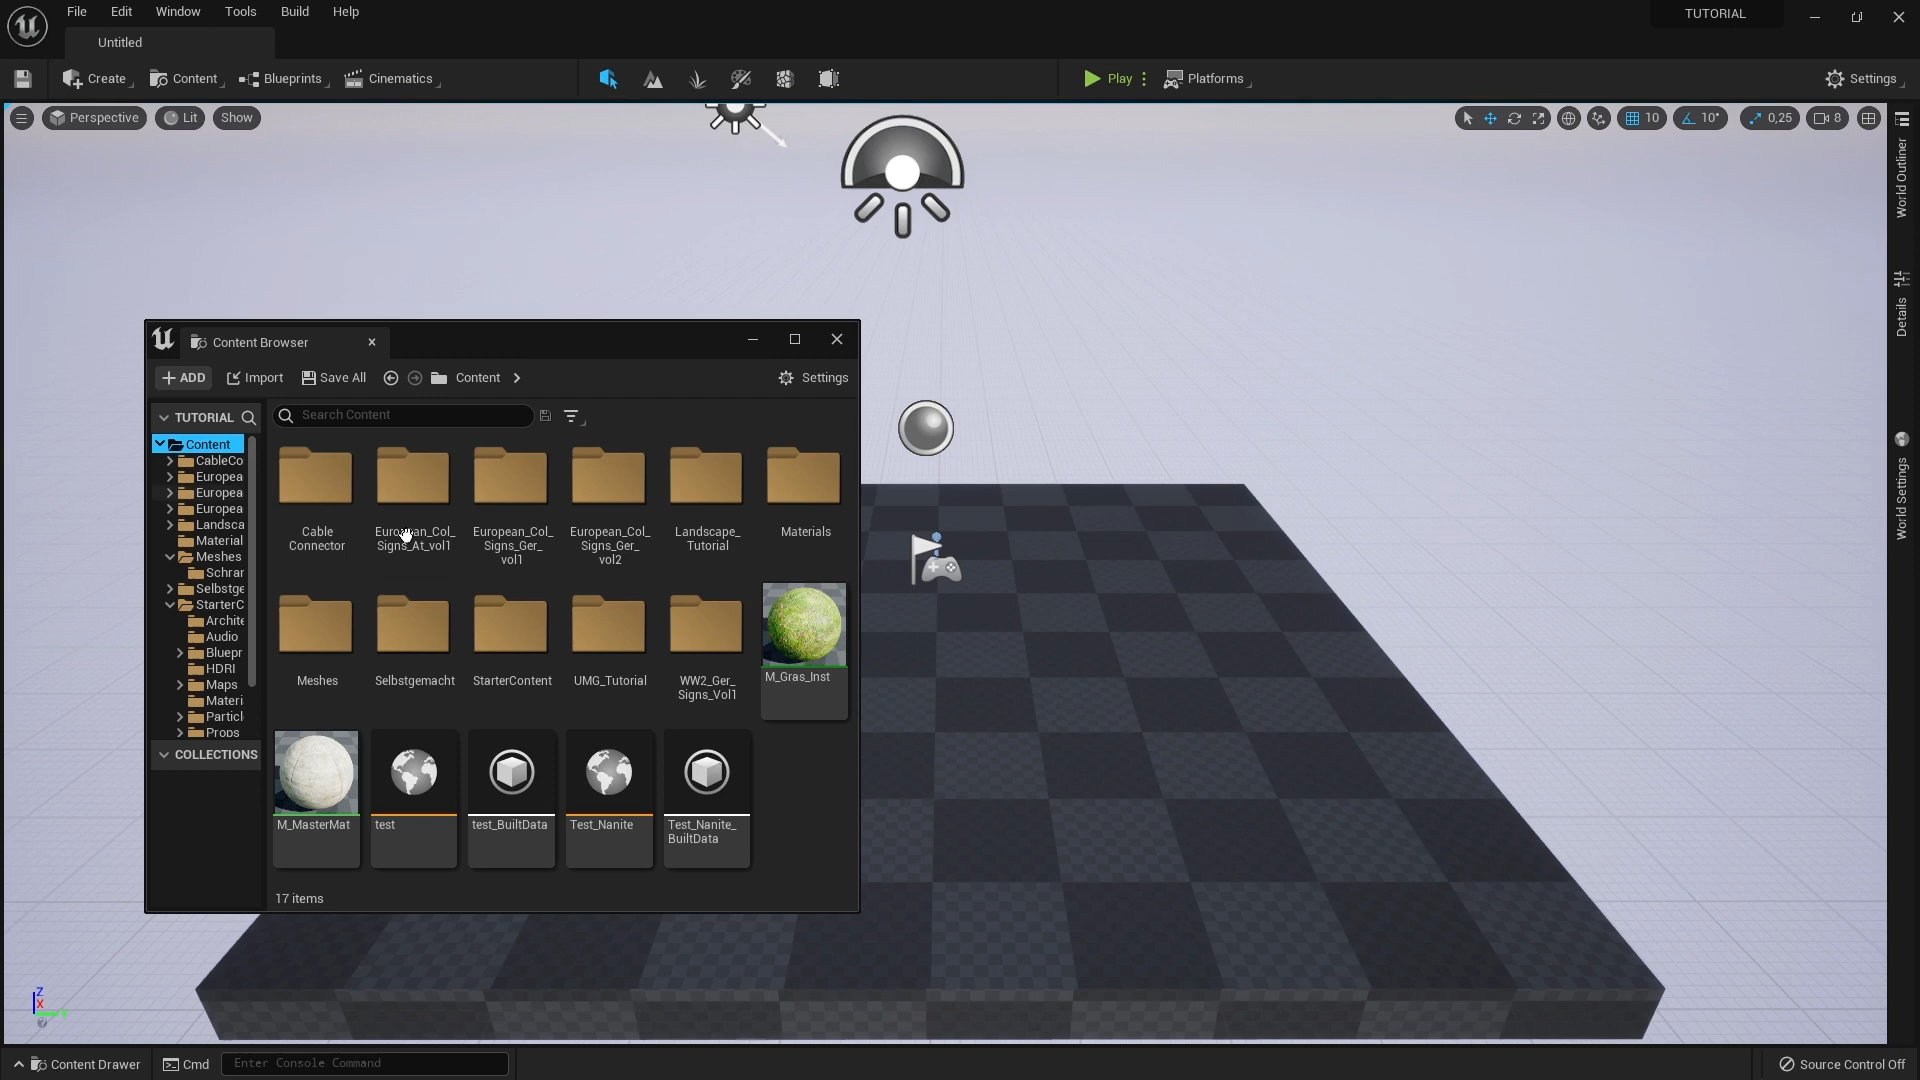 File Edit Window Tools Build Help
TUTORIAL
Untitled
Create Content Blueprints Cinematics Play Platforms Settings
Perspective Lit Show 10 10° 0,25 8
World Outliner
Details
World Settings
Content Browser
ADD Import Save All Content Settings
TUTORIAL
Search Content
Content
CableCo
Europea
Europea
Europea
Landsca
Material
Meshes
Schrar
Selbstge
StarterC
Archite
Audio
Bluepr
HDRI
Maps
Materi
Particl
Props
COLLECTIONS
Cable
Connector
European_Col_
Signs_At_vol1
European_Col_
Signs_Ger_
vol1
European_Col_
Signs_Ger_
vol2
Landscape_
Tutorial
Materials
Meshes
Selbstgemacht
StarterContent
UMG_Tutorial
WW2_Ger_
Signs_Vol1
M_Gras_Inst
M_MasterMat
test
test_BuiltData
Test_Nanite
Test_Nanite_
BuiltData
17 items
Z
X
Content Drawer Cmd Enter Console Command Source Control Off